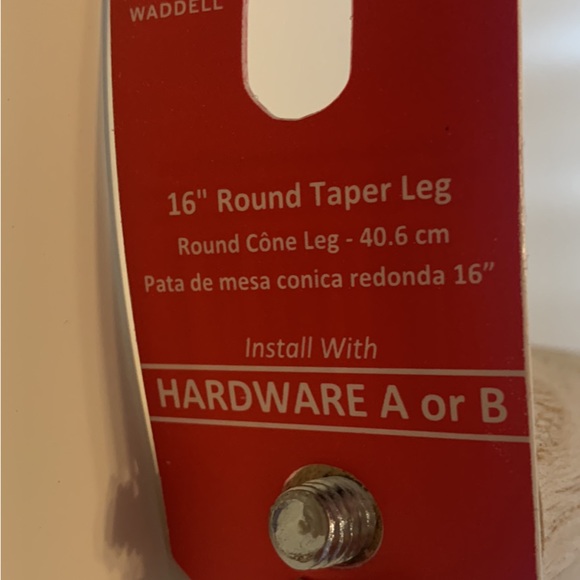 WADDELL
16" Round Taper Leg
Round Cône Leg - 40.6 cm
Pata de mesa conica redonda 16”
Install With
HARDWARE A or B